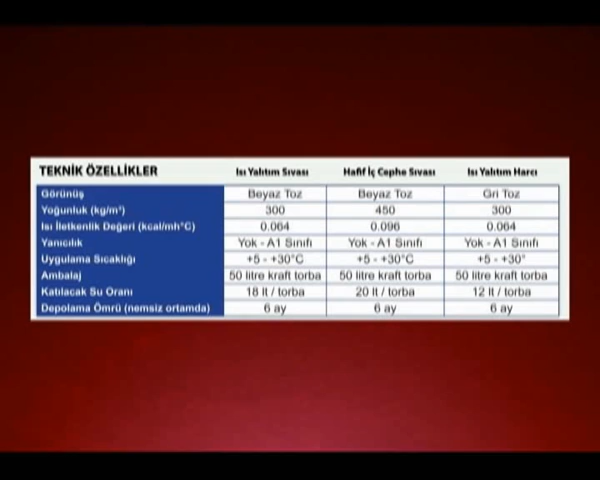 TEKNİK ÖZELLİKLER Isı Yalıtım Sıvası Hafif İç Cephe Sıvası Isı Yalıtım Harcı
Görünüş Beyaz Toz Beyaz Toz Gri Toz
Yoğunluk (kg/m³) 300 450 300
Isı İletkenlik Değeri (kcal/mh°C) 0.064 0.096 0.064
Yanıcılık Yok - A1 Sınıfı Yok - A1 Sınıfı Yok - A1 Sınıfı
Uygulama Sıcaklığı +5 - +30°C +5 - +30°C +5 - +30°
Ambalaj 50 litre kraft torba 50 litre kraft torba 50 litre kraft torba
Katılacak Su Oranı 18 lt / torba 20 lt / torba 12 lt / torba
Depolama Ömrü (nemsiz ortamda) 6 ay 6 ay 6 ay